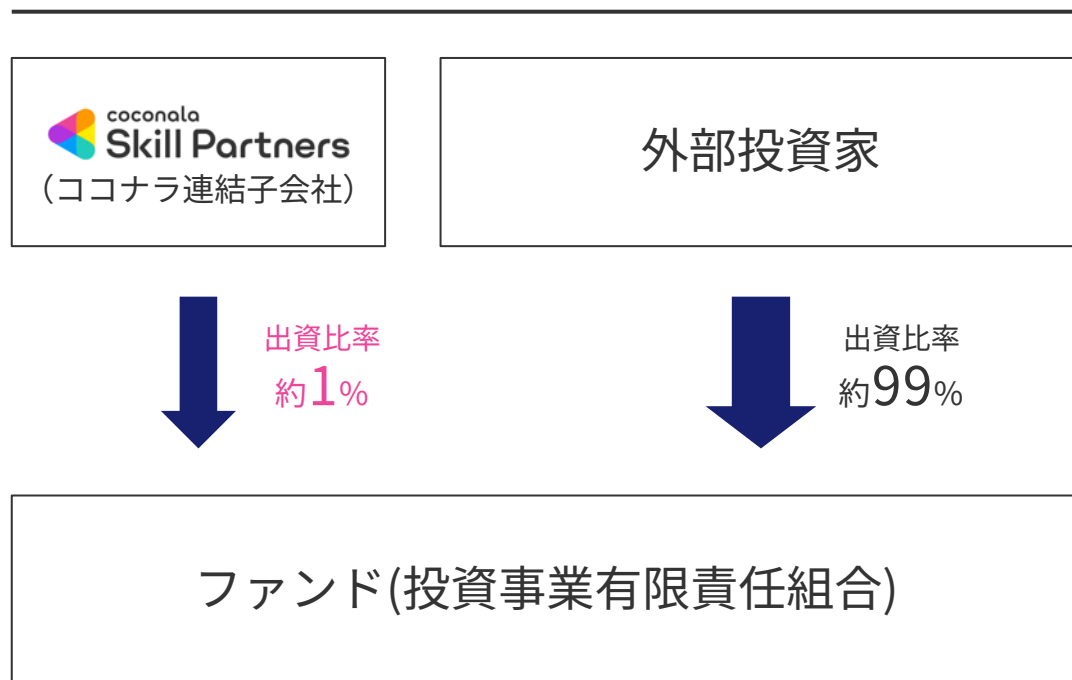 coconala
Skill Partners
（ココナラ連結子会社）
外部投資家
出資比率
約1%
出資比率
約99%
ファンド(投資事業有限責任組合)